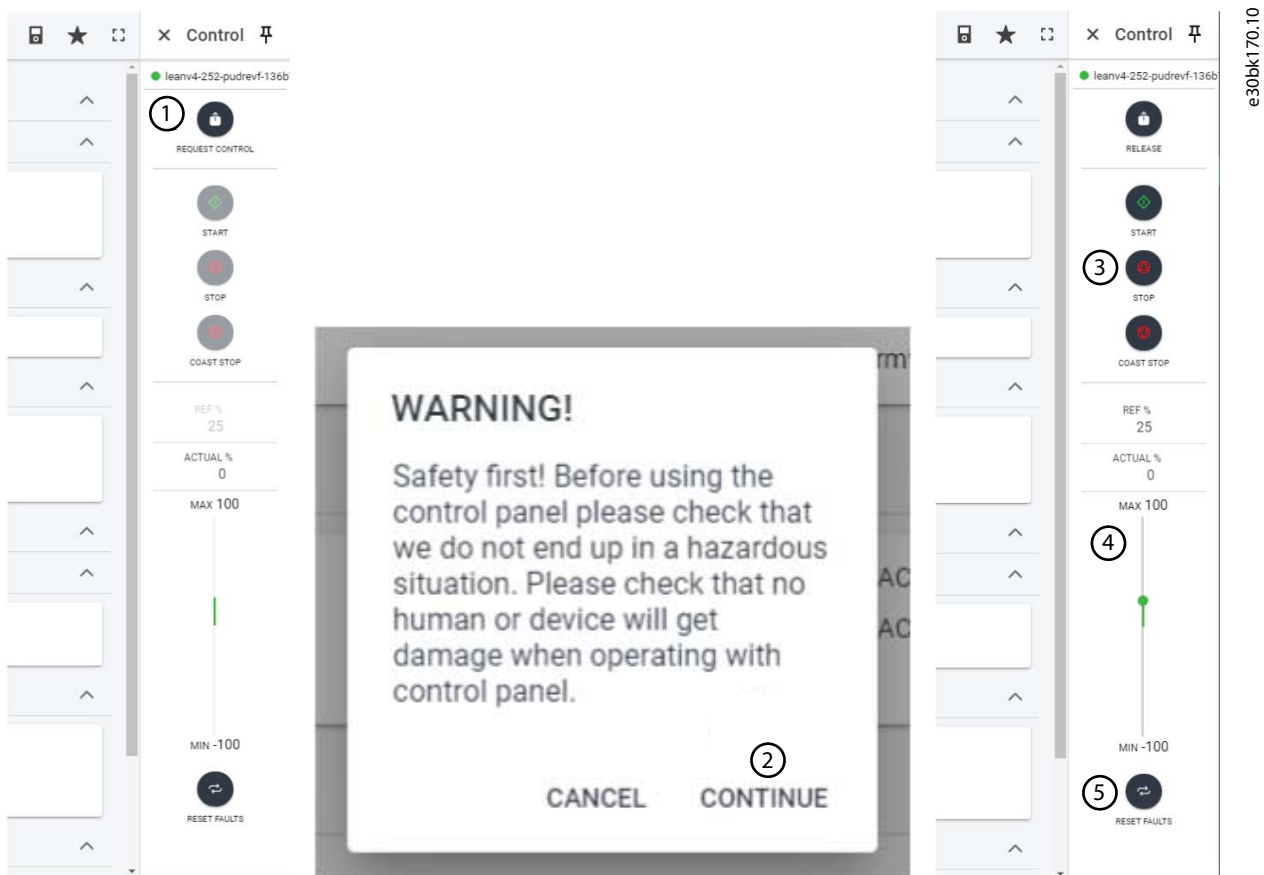 Control
leanv4-252-pudrevf-136b
1
REQUEST CONTROL
START
STOP
COAST STOP
REF %
25
ACTUAL %
0
MAX 100
MIN -100
RESET FAULTS
WARNING!
Safety first! Before using the
control panel please check that
we do not end up in a hazardous
situation. Please check that no
human or device will get
damage when operating with
control panel.
2
CANCEL CONTINUE
AC
AC
Control
leanv4-252-pudrevf-136b
RELEASE
START
3
STOP
COAST STOP
REF %
25
ACTUAL %
0
MAX 100
4
MIN -100
5
RESET FAULTS
e30bk170.10